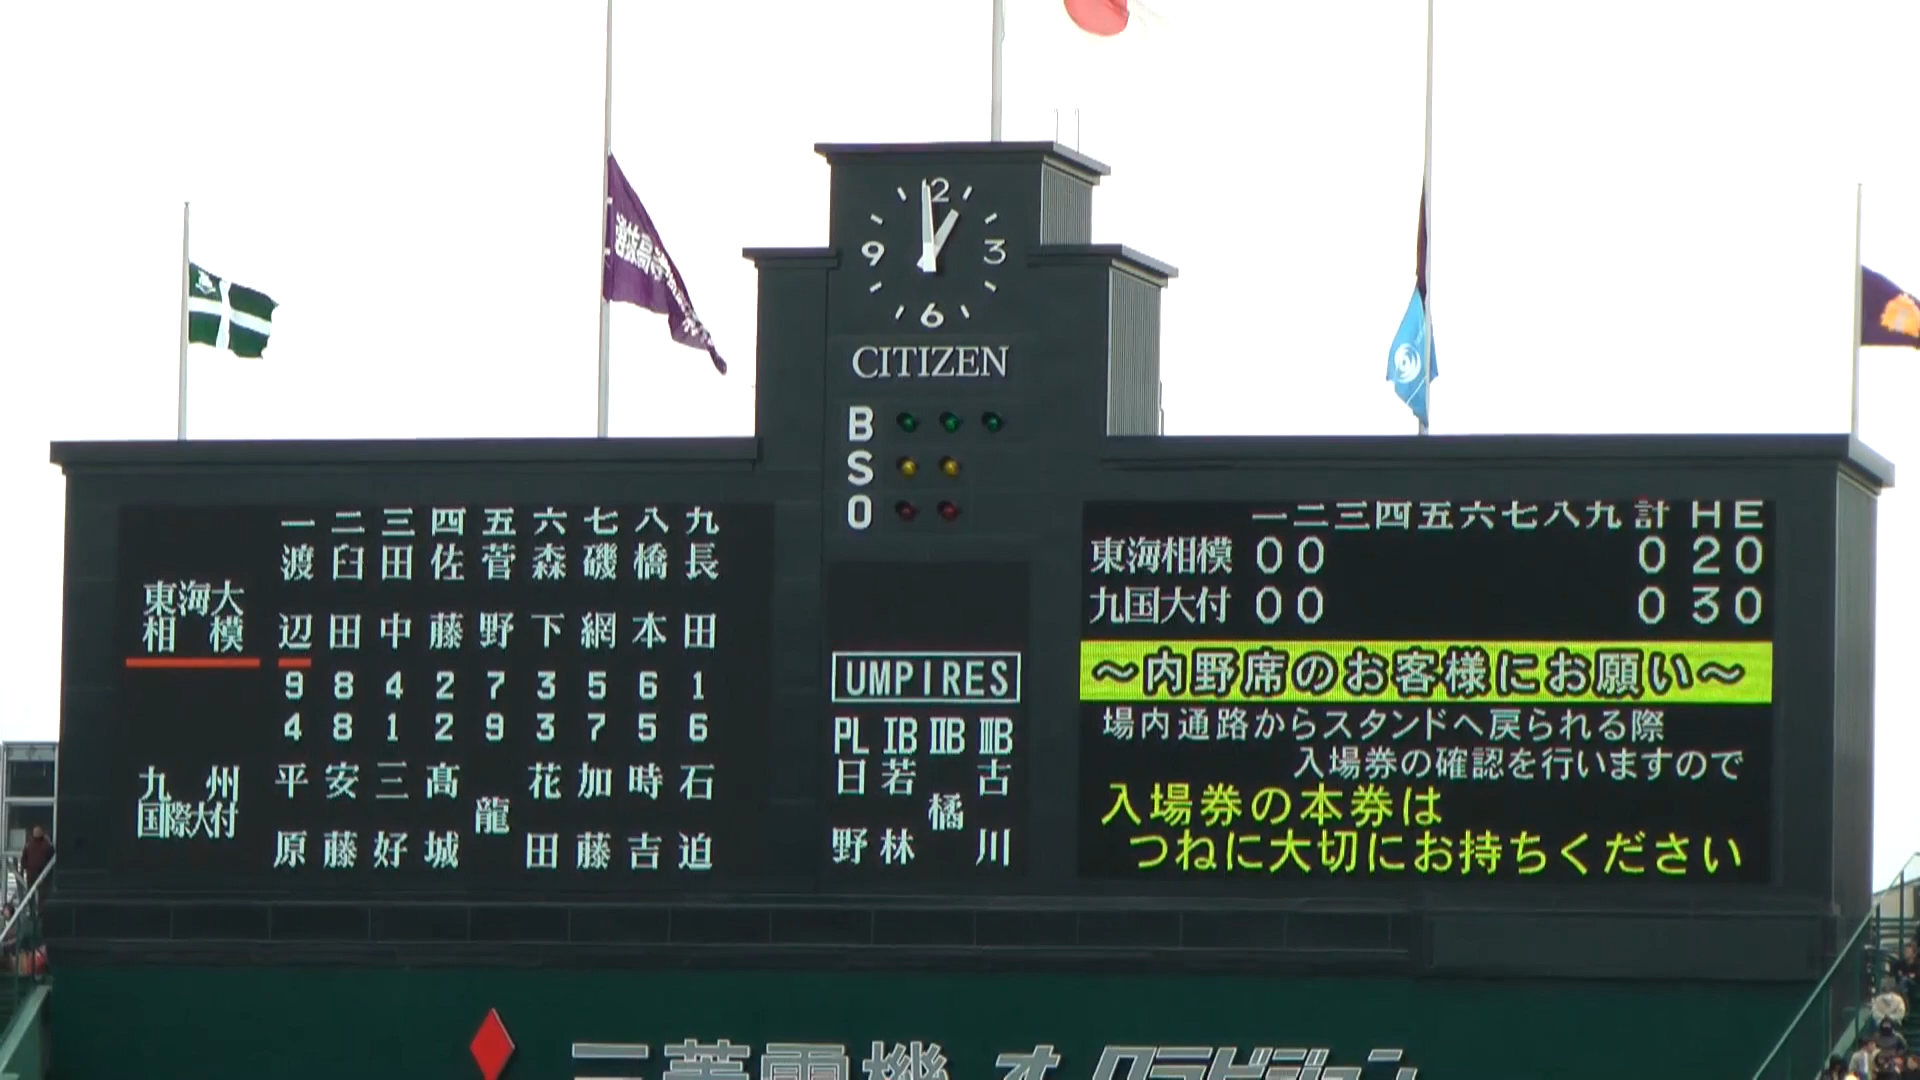 2
9 3
6
CITIZEN
B
S
O
一 二 三 四 五 六 七 八 九
東海大相模
渡辺 臼田 田中 佐藤 菅野 森下 磯網 橋本 長田
9 8 4 2 7 3 5 6 1
4 8 1 2 9 3 7 5 6
九州国際大付
平原 安藤 三好 髙城 龍 花田 加藤 時吉 石迫
UMPIRES
PL ⅠB ⅡB ⅢB
日野 若林 橘 古川
一二三四五六七八九計 H E
東海相模 0 0 0 2 0
九国大付 0 0 0 3 0
～内野席のお客様にお願い～
場内通路からスタンドへ戻られる際
入場券の確認を行いますので
入場券の本券は
つねに大切にお持ちください
三菱電機 オーロラビジョン